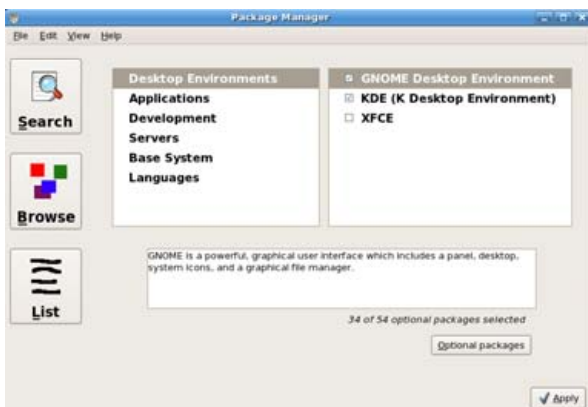 Package Manager
File Edit View Help
Search
Browse
List
Desktop Environments
Applications
Development
Servers
Base System
Languages
GNOME Desktop Environment
KDE (K Desktop Environment)
XFCE
GNOME is a powerful, graphical user interface which includes a panel, desktop,
system icons, and a graphical file manager.
34 of 54 optional packages selected
Optional packages
Apply